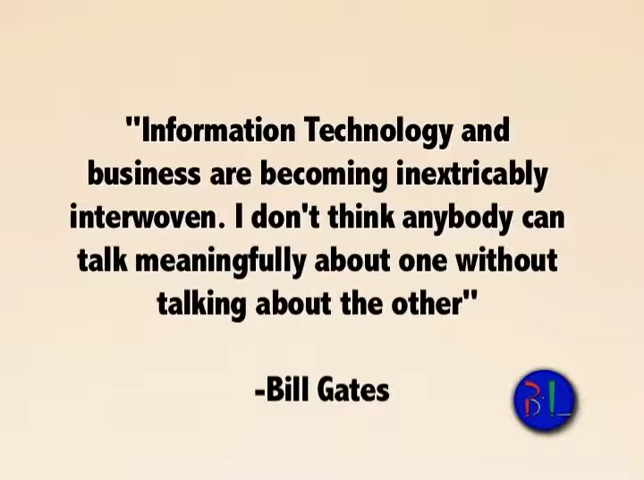 "Information Technology and
business are becoming inextricably
interwoven. I don't think anybody can
talk meaningfully about one without
talking about the other"
-Bill Gates